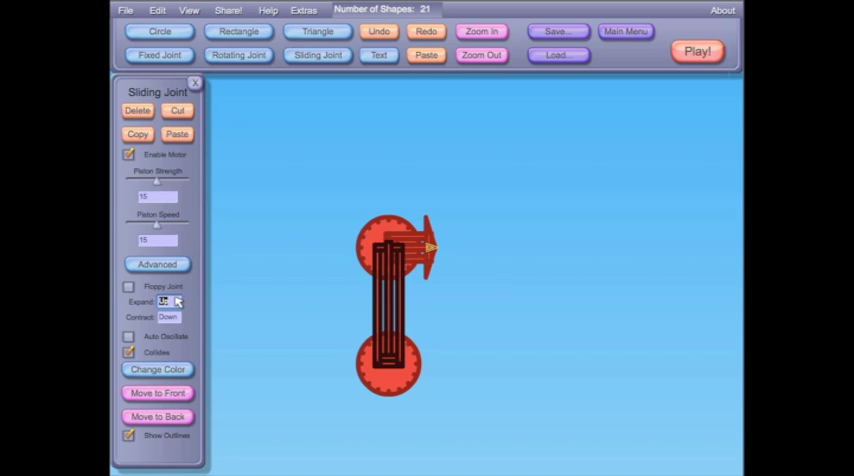 File Edit View Share! Help Extras Number of Shapes: 21 About
Circle Rectangle Triangle Undo Redo Zoom In Save... Main Menu
Fixed Joint Rotating Joint Sliding Joint Text Paste Zoom Out Load... Play!
X
Sliding Joint
Delete Cut
Copy Paste
Enable Motor
Piston Strength
15
Piston Speed
15
Advanced
Floppy Joint
Expand: Up
Contract: Down
Auto Oscillate
Collides
Change Color
Move to Front
Move to Back
Show Outlines